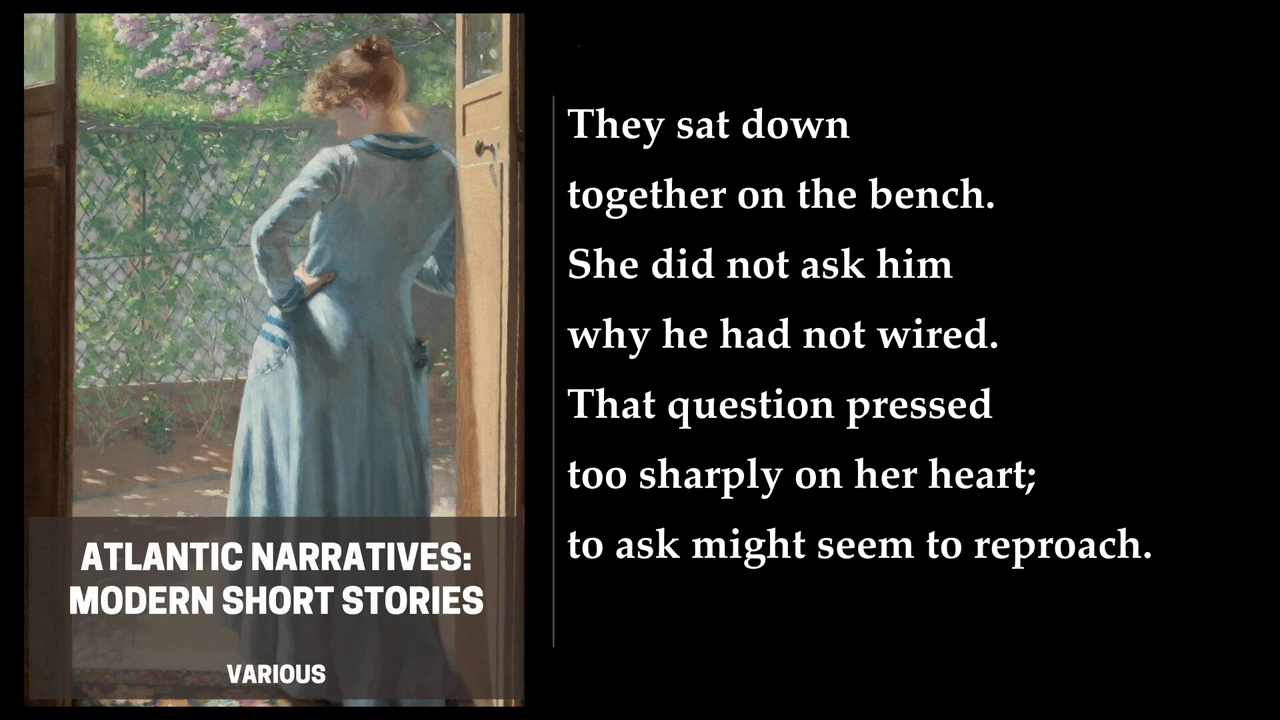 They sat down
together on the bench.
She did not ask him
why he had not wired.
That question pressed
too sharply on her heart;
to ask might seem to reproach.
ATLANTIC NARRATIVES:
MODERN SHORT STORIES
VARIOUS